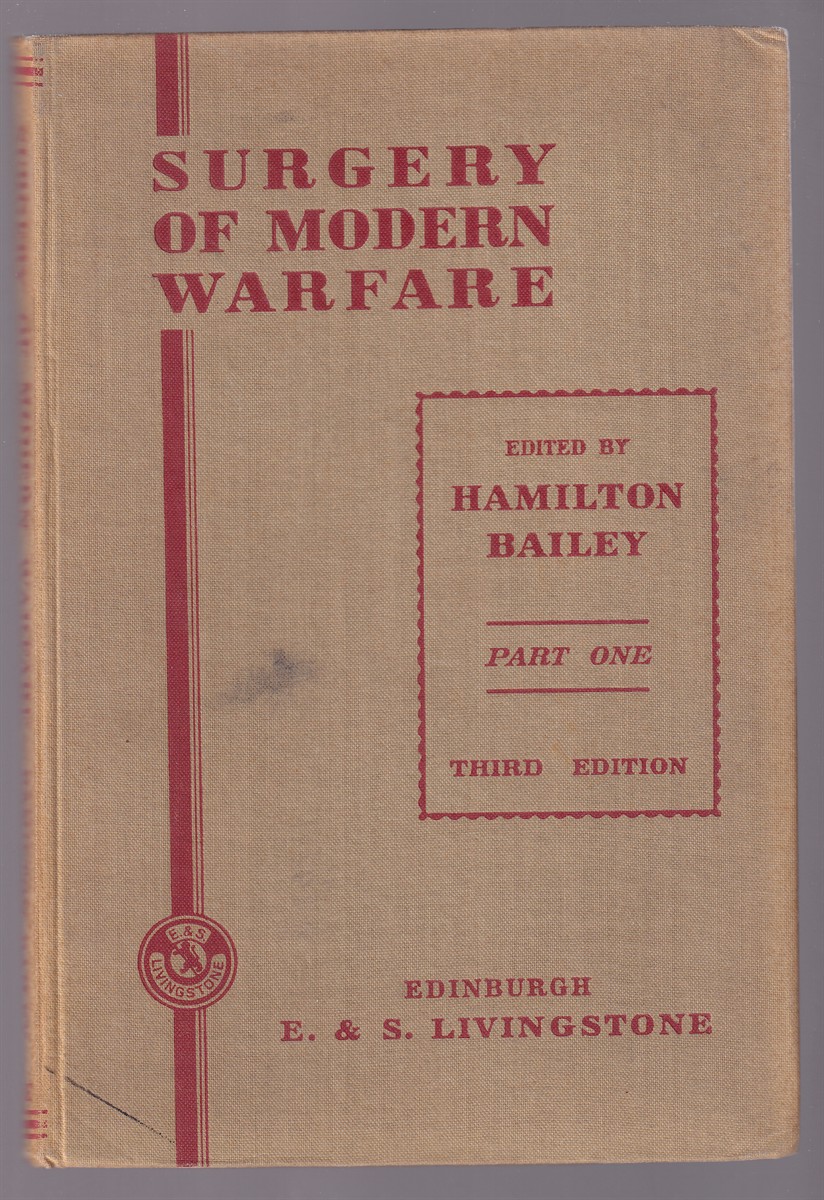 SURGERY
OF MODERN
WARFARE
EDITED BY
HAMILTON
BAILEY
PART ONE
THIRD EDITION
E. & S.
LIVINGSTONE
EDINBURGH
E. & S. LIVINGSTONE